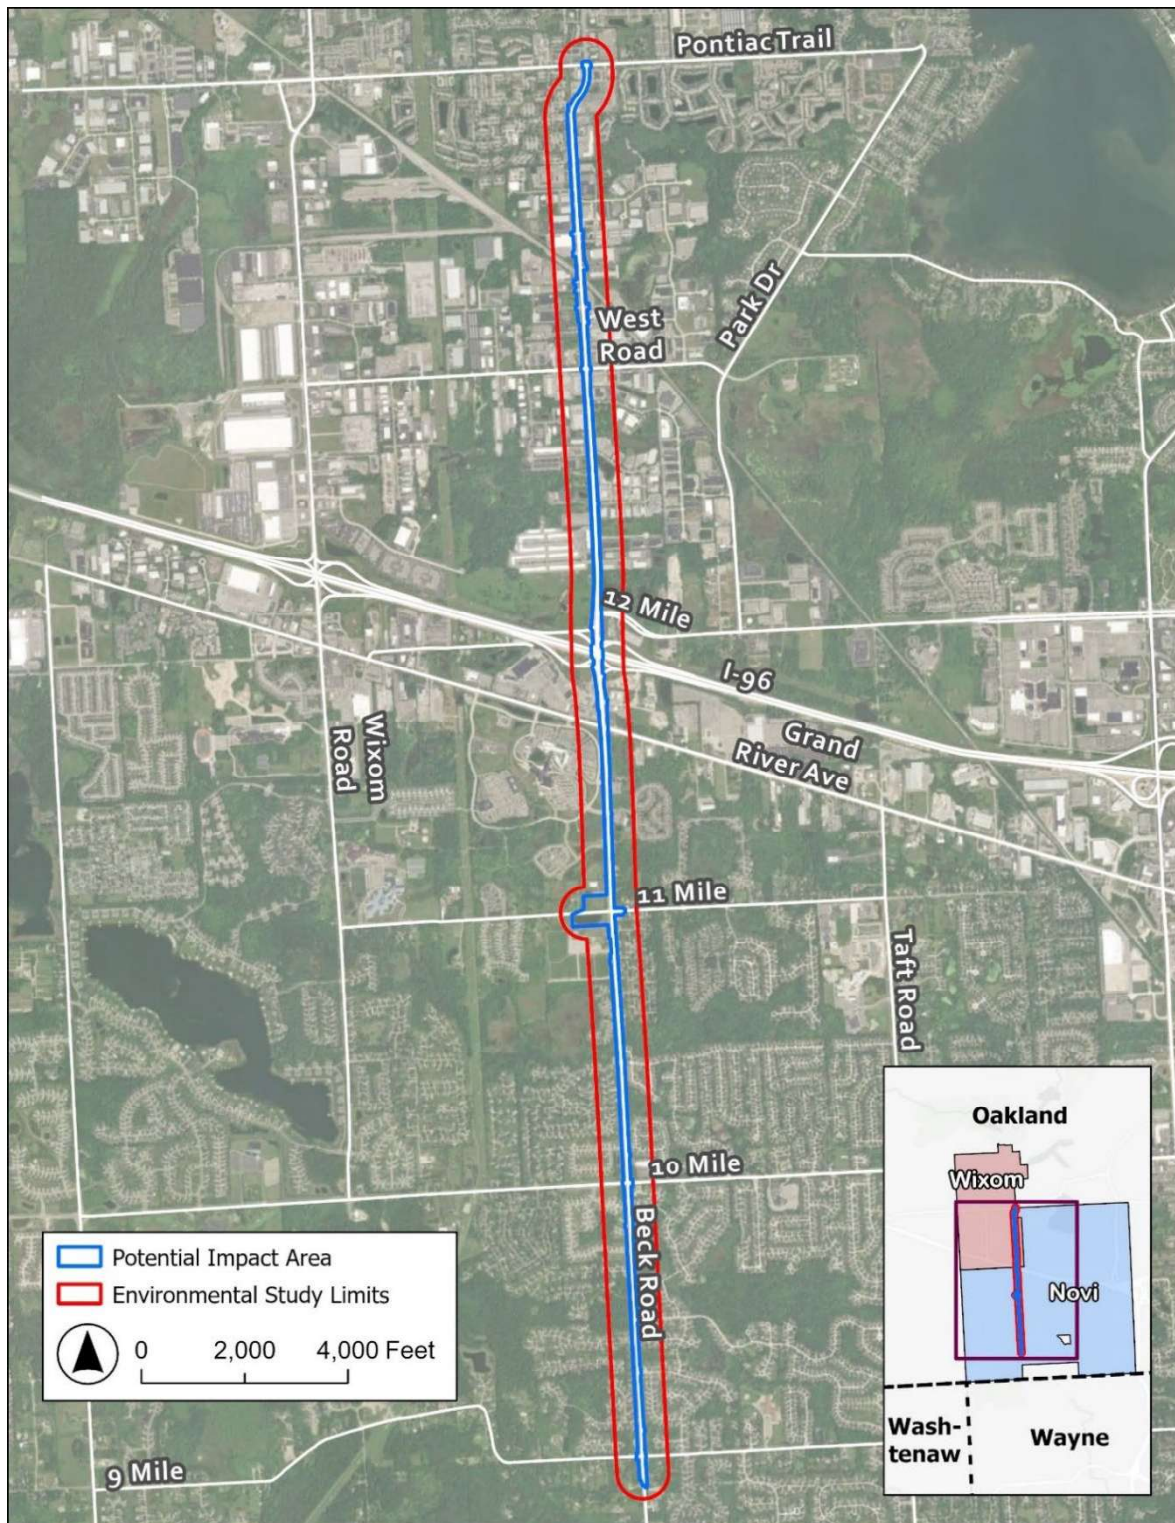 Pontiac Trail
Park Dr
West
Road
12 Mile
I-96
Grand
River Ave
Wixom
Road
11 Mile
Taft Road
10 Mile
Beck Road
9 Mile
Potential Impact Area
Environmental Study Limits
0 2,000 4,000 Feet
Oakland
Wixom
Novi
Wash-
tenaw
Wayne